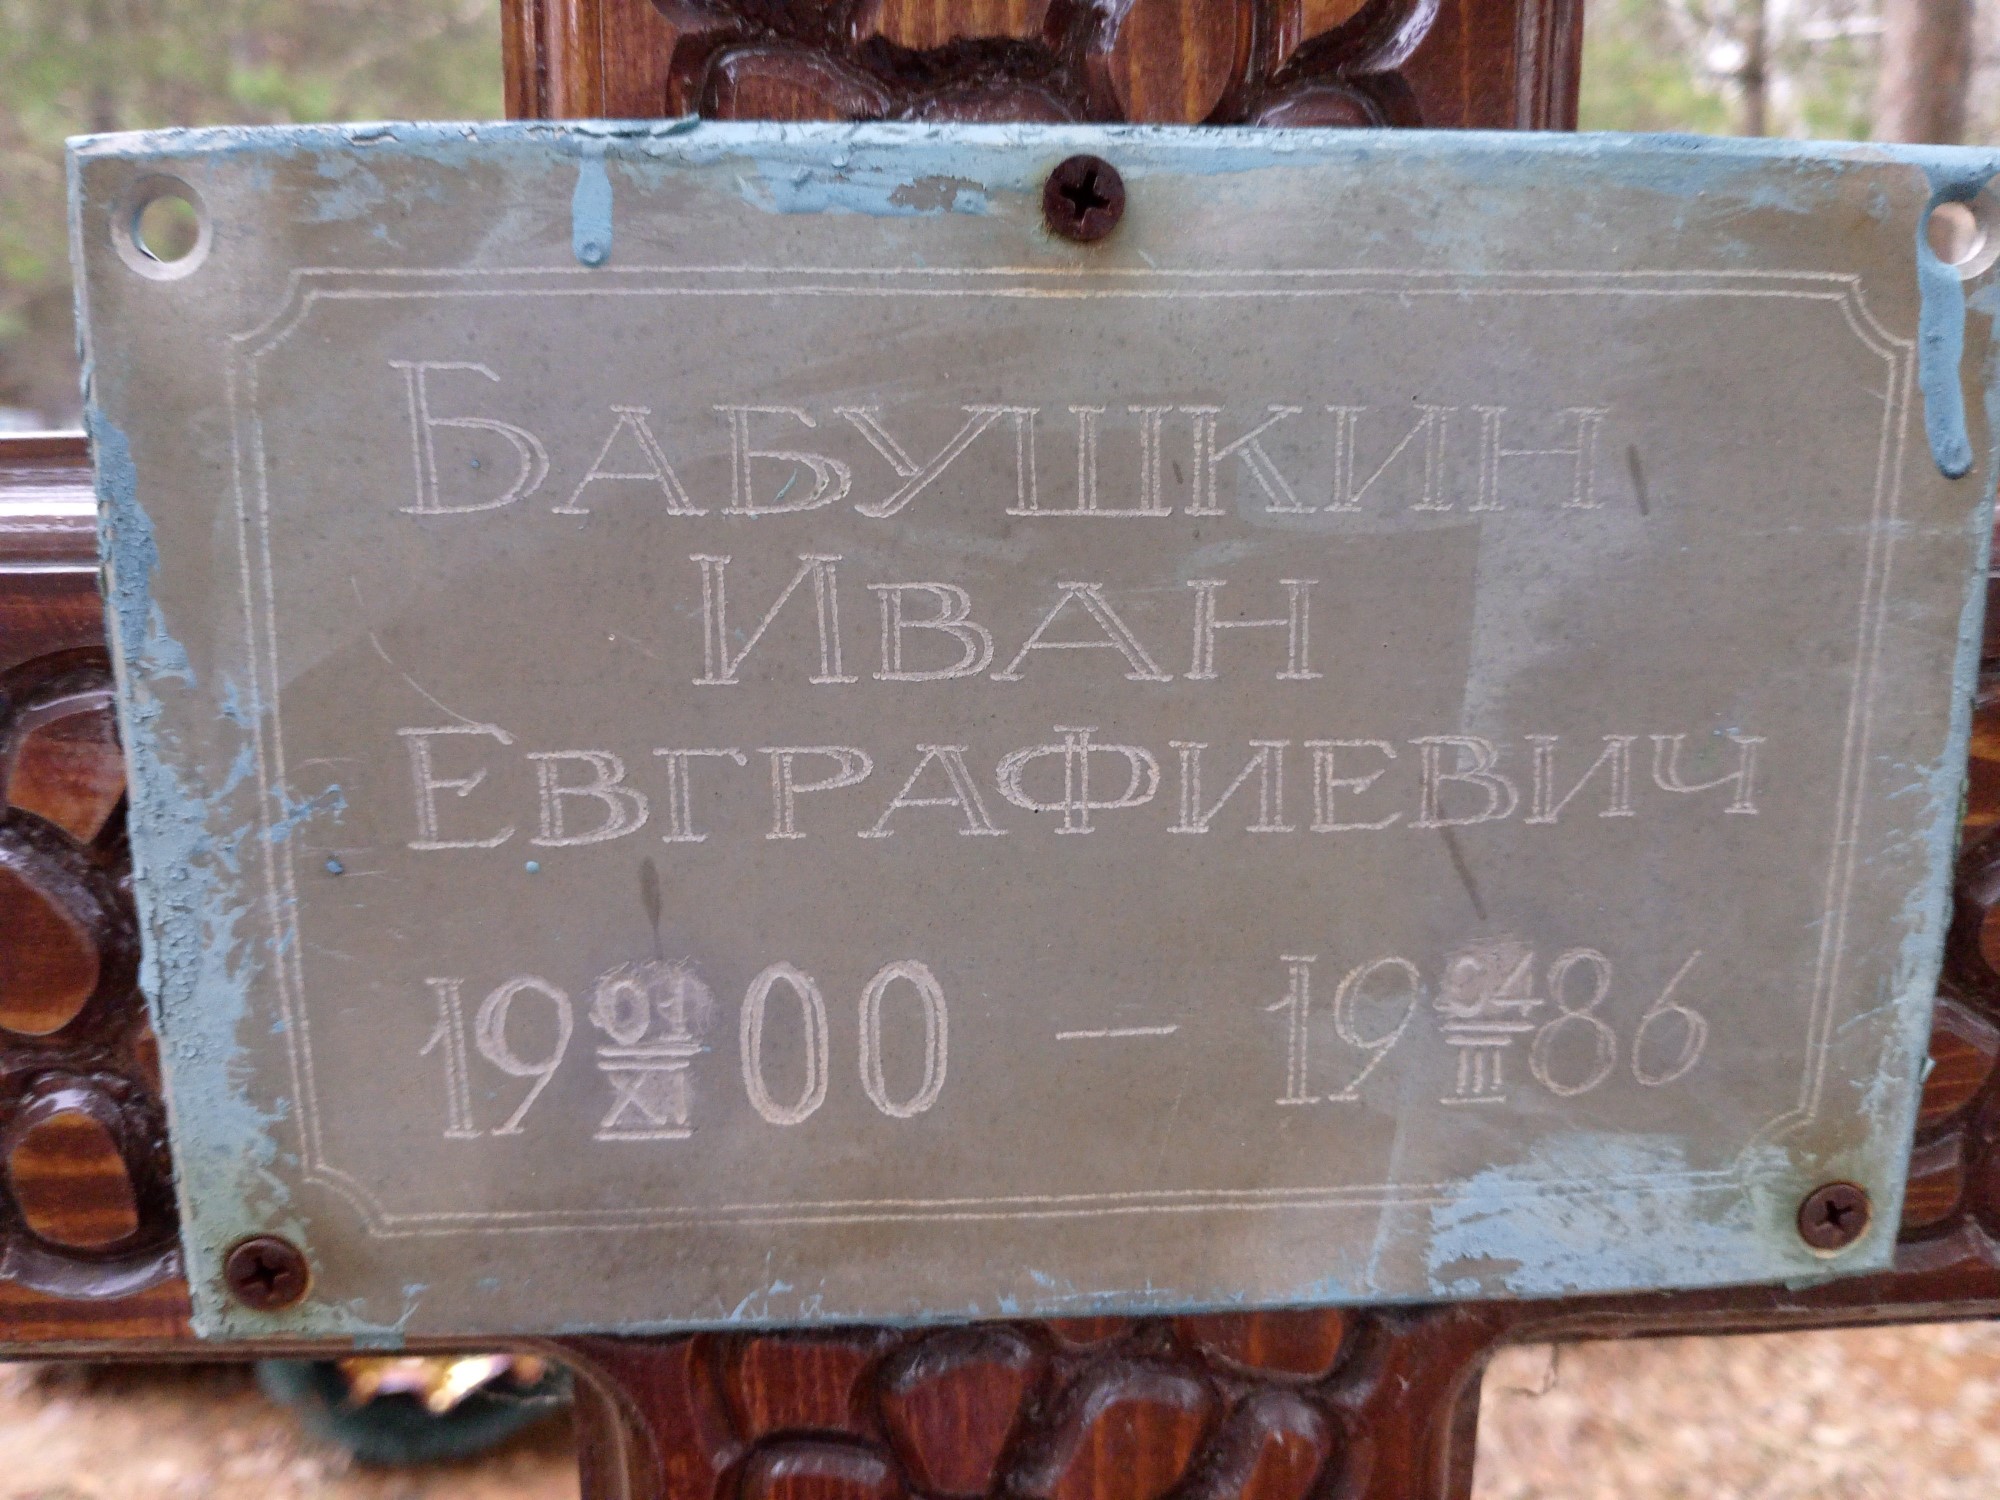 Бабушкин
Иван
Евграфиевич
19 01/XI 00 — 19 04/III 86